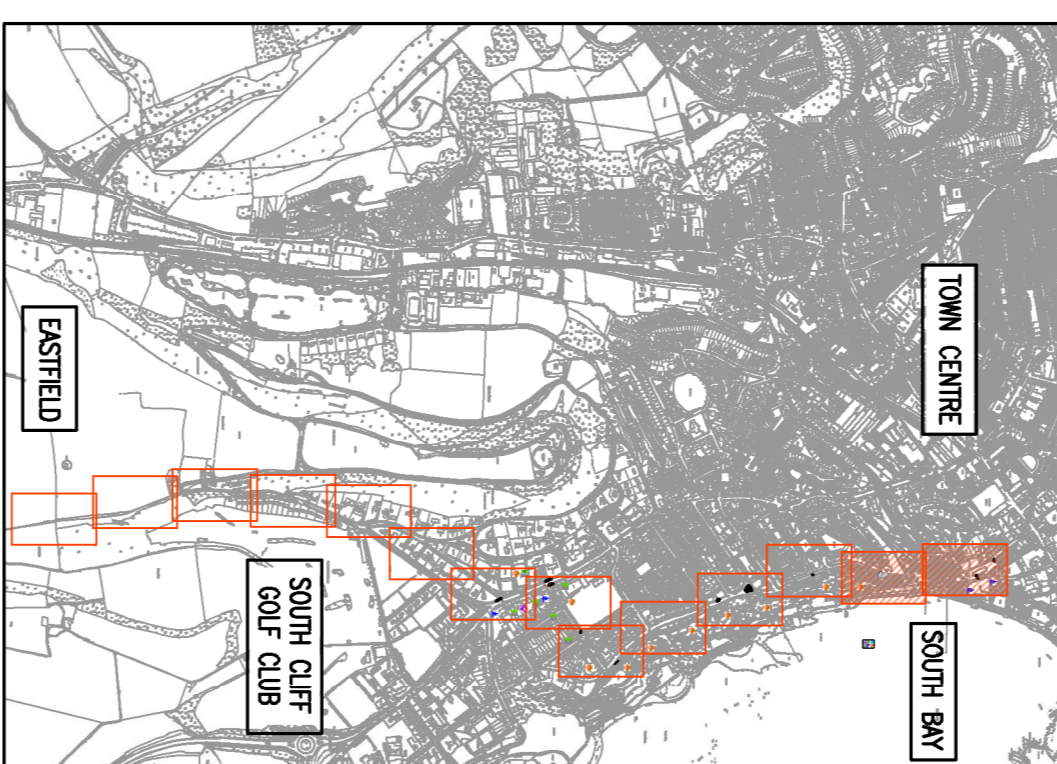 TOWN CENTRE
SOUTH BAY
SOUTH CLIFF
GOLF CLUB
EASTFIELD